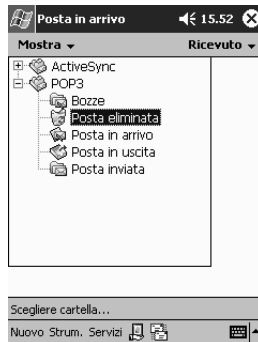 Posta in arrivo 15.52
Mostra Ricevuto
ActiveSync
POP3
Bozze
Posta eliminata
Posta in arrivo
Posta in uscita
Posta inviata
Scegliere cartella...
Nuovo Strum. Servizi